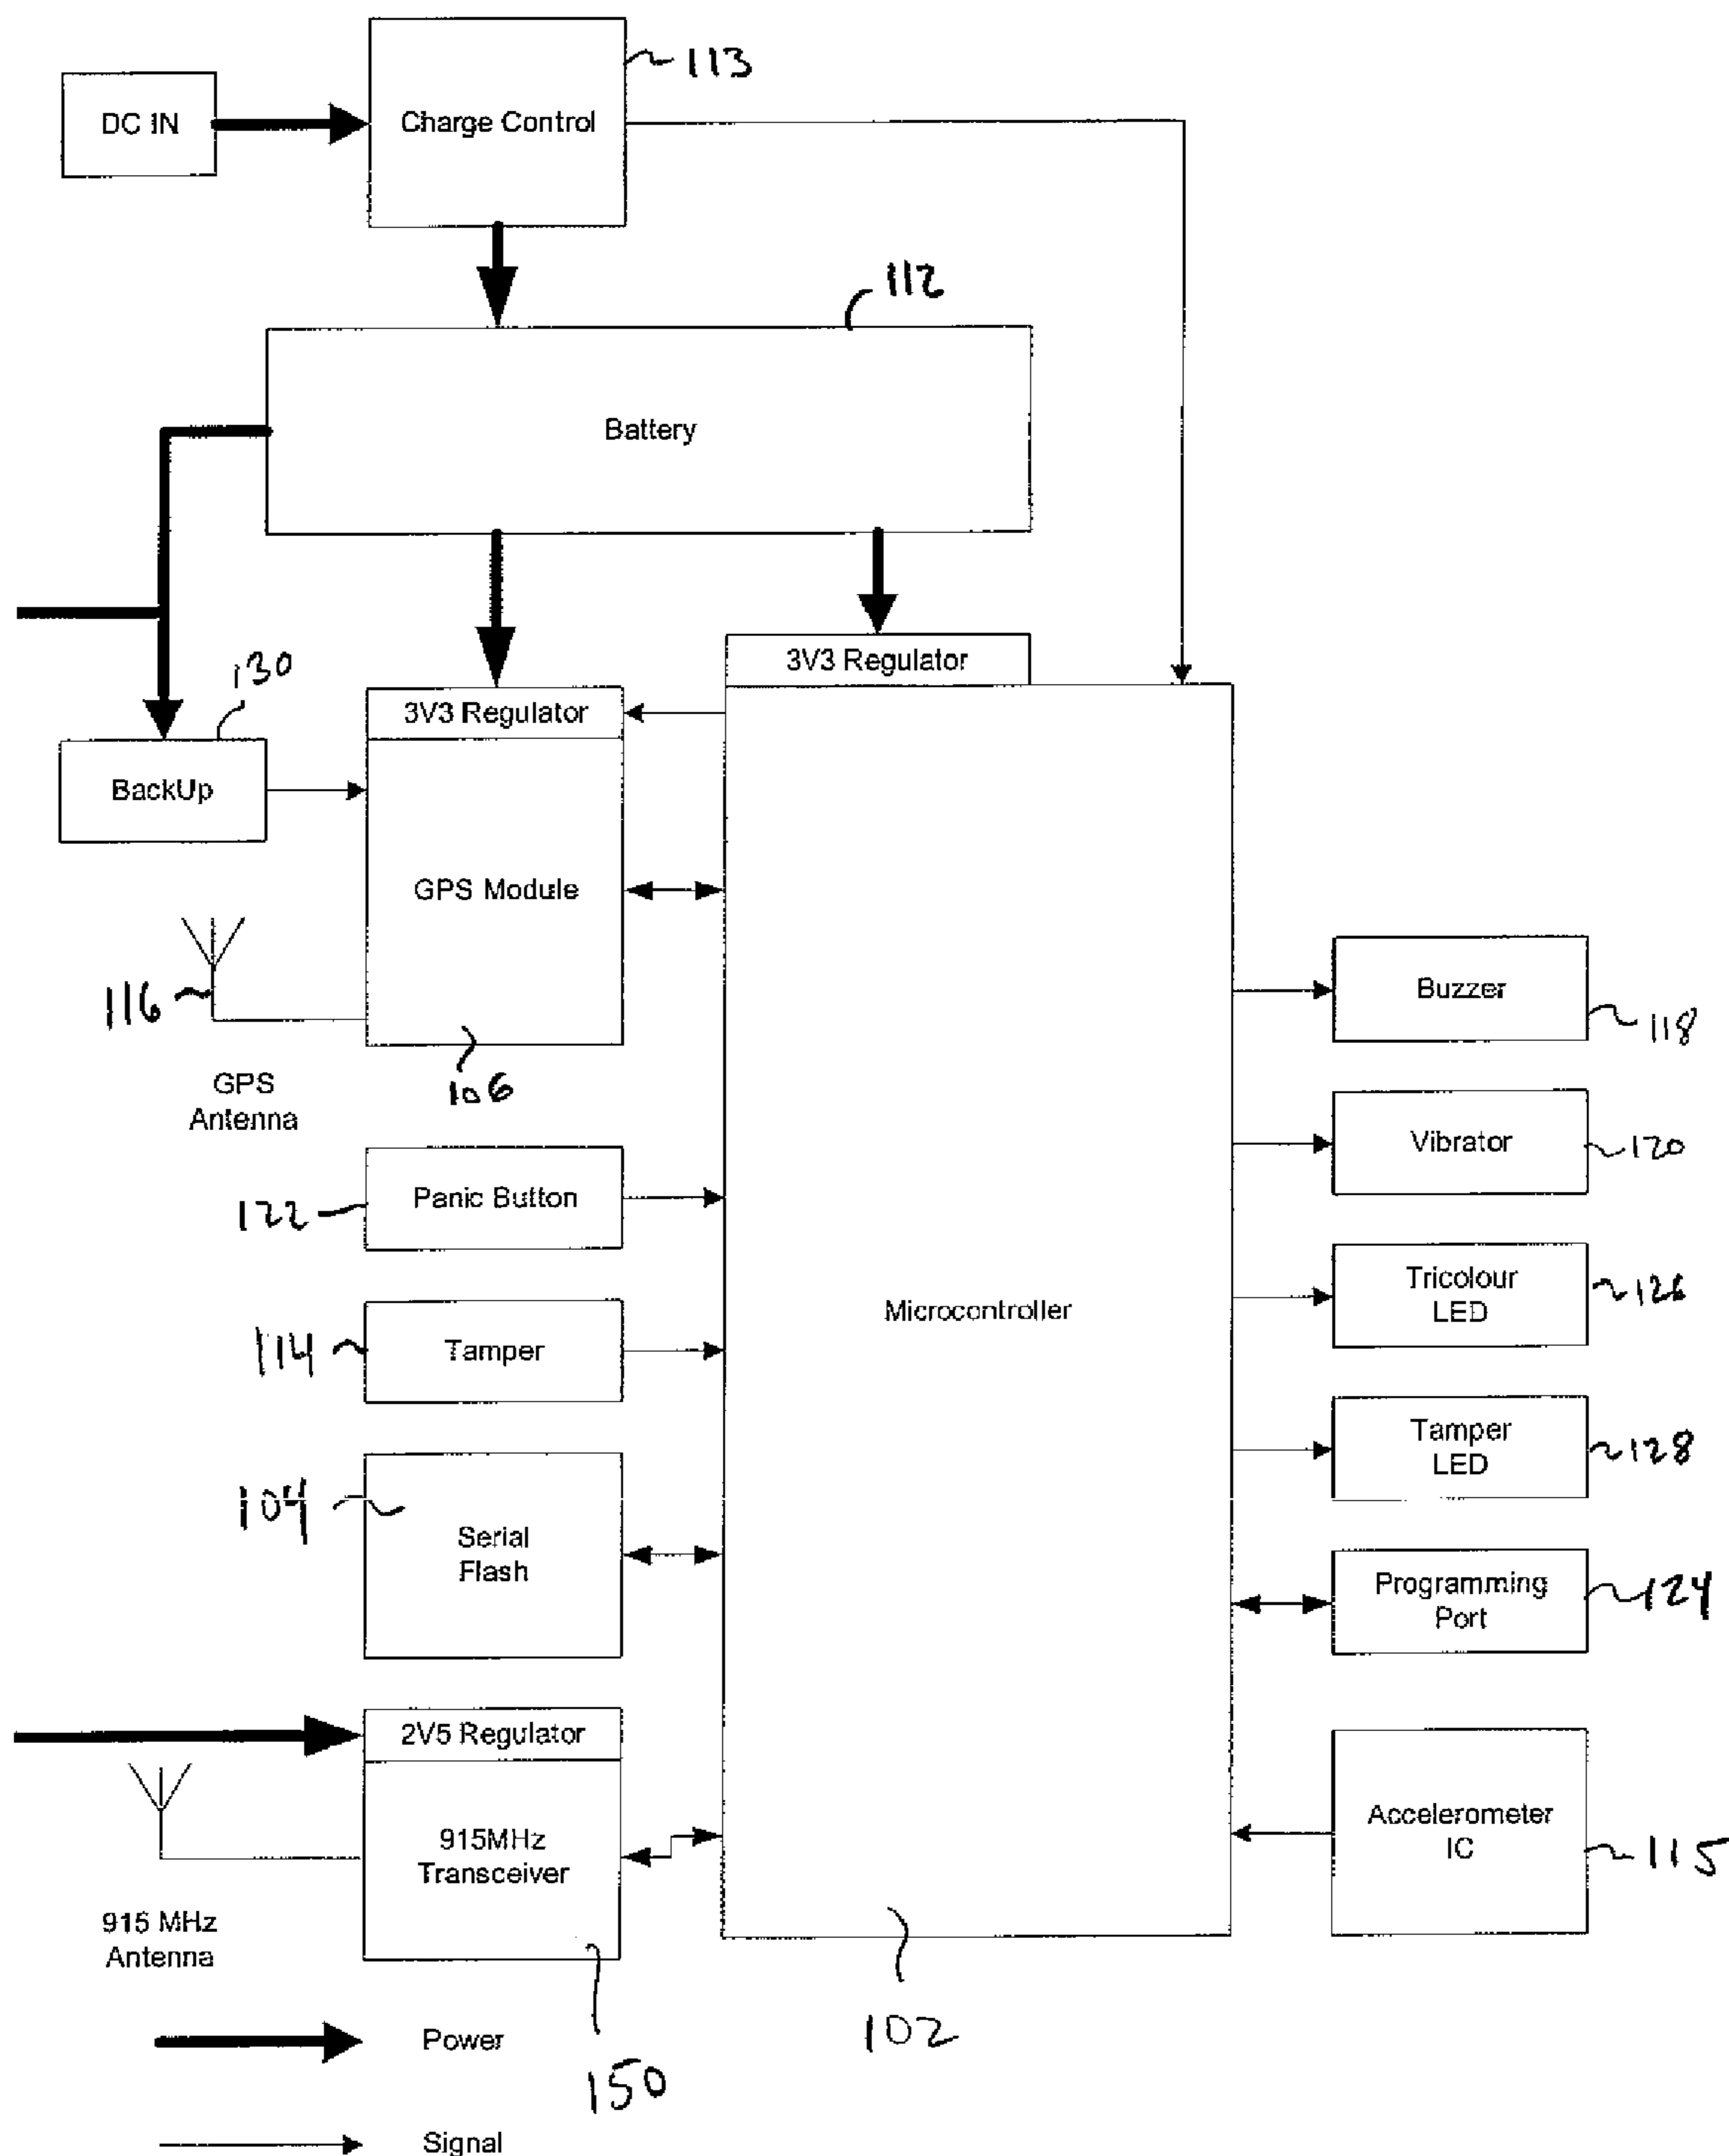 113
DC IN
Charge Control
112
Battery
130
3V3 Regulator
3V3 Regulator
BackUp
GPS Module
116
GPS
Antenna
106
Buzzer
118
Vibrator
120
122
Panic Button
Tricolour
LED
126
Microcontroller
114
Tamper
Tamper
LED
128
104
Serial
Flash
Programming
Port
124
2V5 Regulator
915MHz
Transceiver
Accelerometer
IC
115
915 MHz
Antenna
102
Power
150
Signal